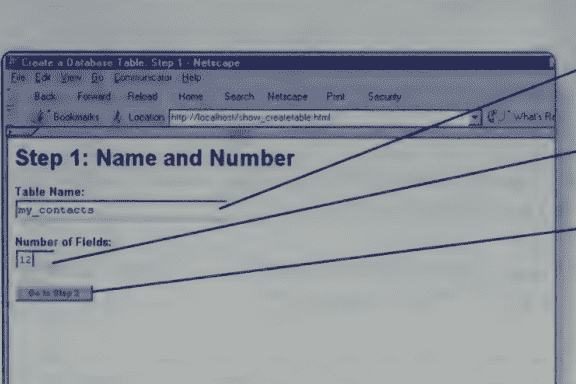 Create a Database Table. Step 1 - Netscape
File Edit View Go Communicator Help
Back Forward Reload Home Search Netscape Print Security
Bookmarks Location http://localhost/show_createtable.html What's Re
Step 1: Name and Number
Table Name:
my_contacts
Number of Fields:
12
Go to Step 2